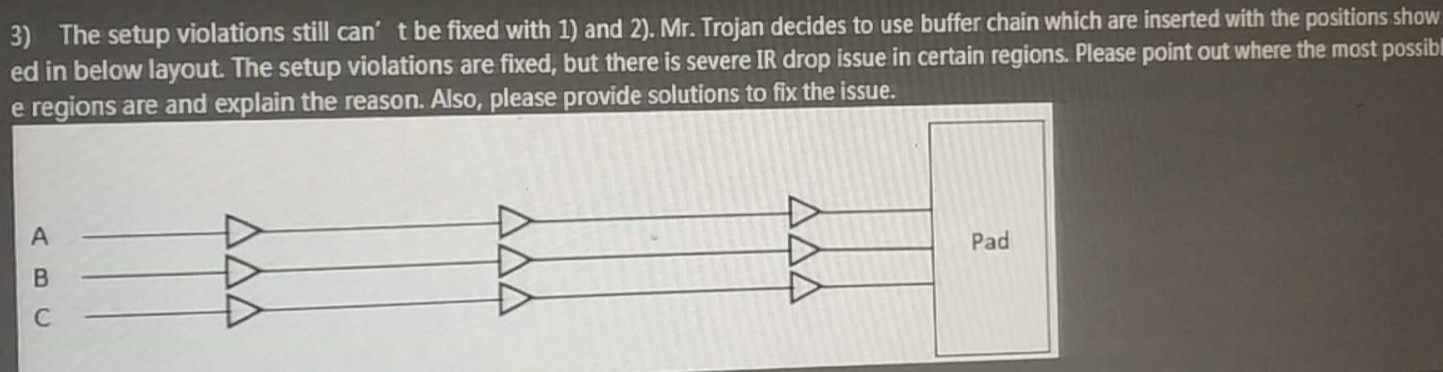 3) The setup violations still can' t be fixed with 1) and 2). Mr. Trojan decides to use buffer chain which are inserted with the positions show
ed in below layout. The setup violations are fixed, but there is severe IR drop issue in certain regions. Please point out where the most possibl
e regions are and explain the reason. Also, please provide solutions to fix the issue.
A
B
C
Pad